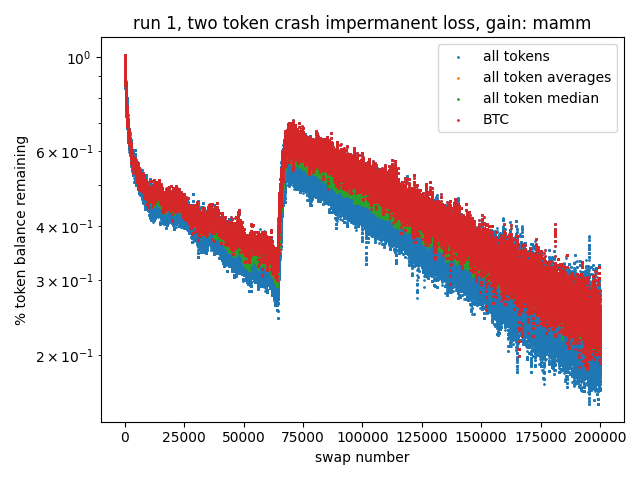 run 1, two token crash impermanent loss, gain: mamm
all tokens
all token averages
all token median
BTC
% token balance remaining
10⁰
6 × 10⁻¹
4 × 10⁻¹
3 × 10⁻¹
2 × 10⁻¹
0 25000 50000 75000 100000 125000 150000 175000 200000
swap number